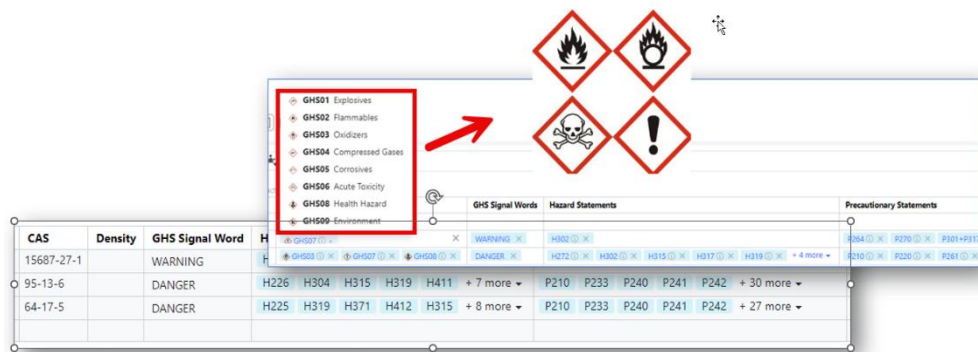 GHS01 Explosives
GHS02 Flammables
GHS03 Oxidizers
GHS04 Compressed Gases
GHS05 Corrosives
GHS06 Acute Toxicity
GHS08 Health Hazard
GHS09 Environment
GHS Signal Words Hazard Statements Precautionary Statements
GHS07 WARNING H302 P264 P270 P301+P312
GHS03 GHS07 GHS08 DANGER H272 H302 H315 H317 H319 + 4 more P210 P220 P261
CAS Density GHS Signal Word H
15687-27-1 WARNING H
95-13-6 DANGER H226 H304 H315 H319 H411 + 7 more P210 P233 P240 P241 P242 + 30 more
64-17-5 DANGER H225 H319 H371 H412 H315 + 8 more P210 P233 P240 P241 P242 + 27 more